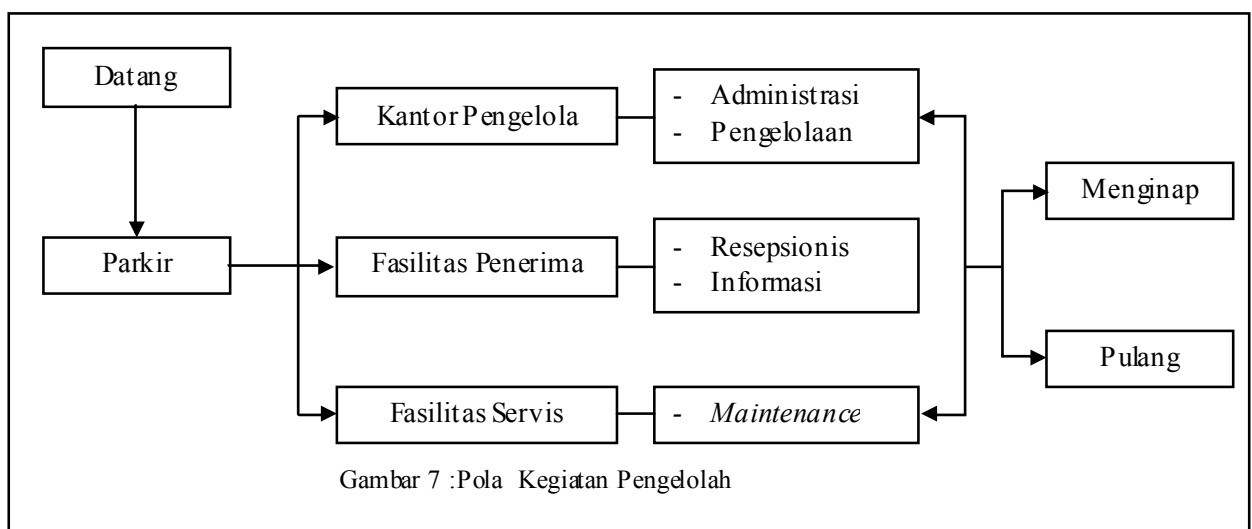 Datang
Parkir
Kantor Pengelola
- Administrasi
- Pengelolaan
Fasilitas Penerima
- Resepsionis
- Informasi
Fasilitas Servis
- Maintenance
Menginap
Pulang
Gambar 7 :Pola Kegiatan Pengelolah